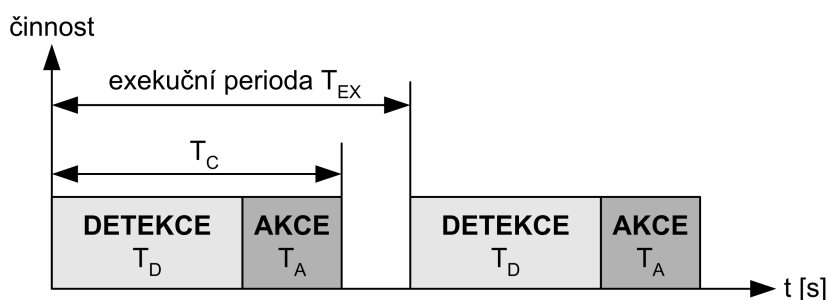 činnost
exekuční perioda T_EX
T_C
DETEKCE AKCE DETEKCE AKCE
T_D T_A T_D T_A
t [s]